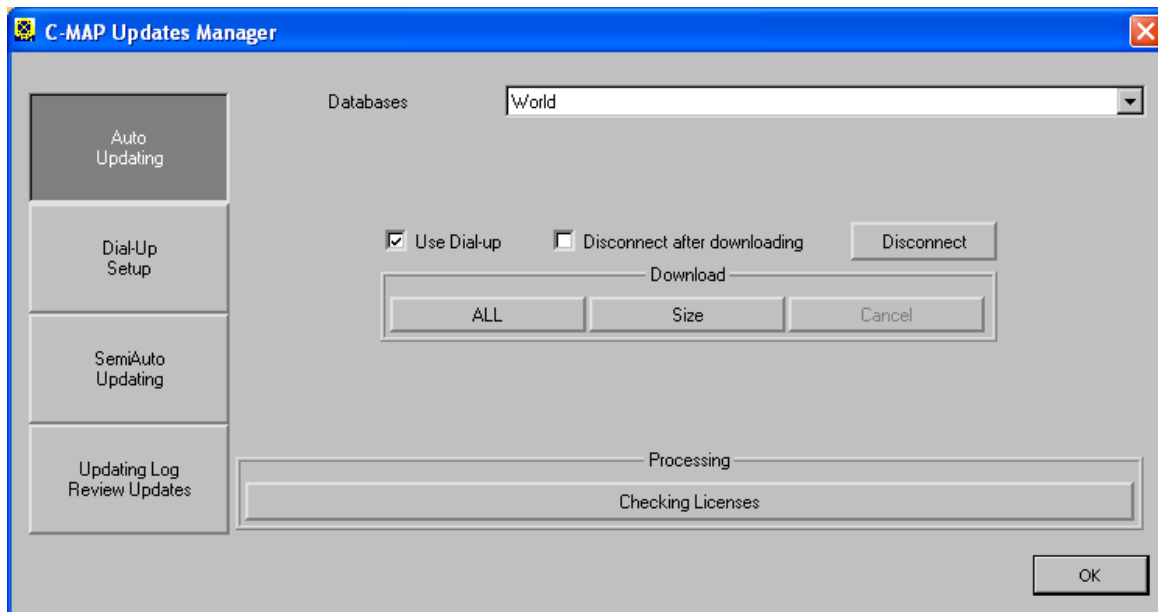 C-MAP Updates Manager
Databases
World
Auto
Updating
Dial-Up
Setup
SemiAuto
Updating
Updating Log
Review Updates
Use Dial-up
Disconnect after downloading
Disconnect
Download
ALL
Size
Cancel
Processing
Checking Licenses
OK